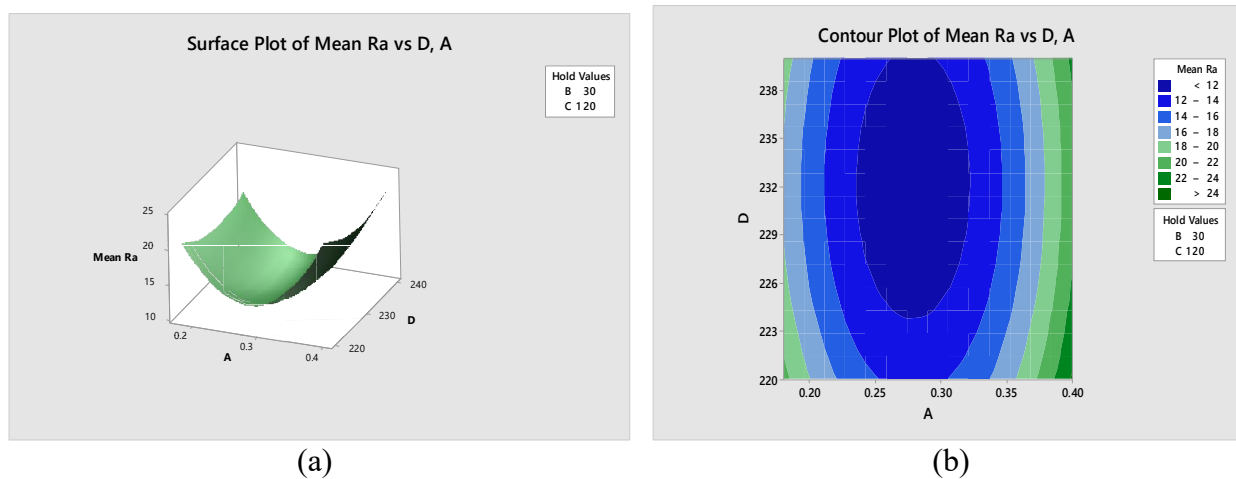 Surface Plot of Mean Ra vs D, A
Hold Values
B 30
C 120
25
20
15
10
Mean Ra
0.2
0.3
0.4
A
220
230
240
D
(a)
Contour Plot of Mean Ra vs D, A
238
235
232
229
226
223
220
D
0.20
0.25
0.30
0.35
0.40
A
Mean Ra
< 12
12 – 14
14 – 16
16 – 18
18 – 20
20 – 22
22 – 24
> 24
Hold Values
B 30
C 120
(b)